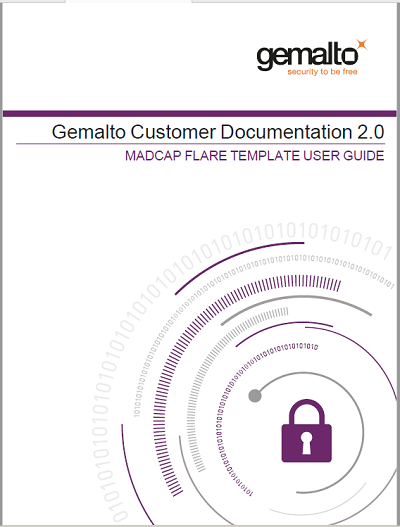 gemalto
security to be free
Gemalto Customer Documentation 2.0
MADCAP FLARE TEMPLATE USER GUIDE